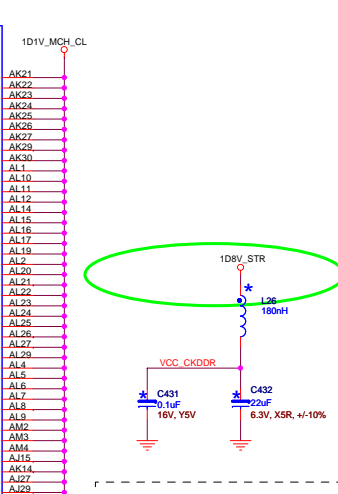 1D1V_MCH_CL
AK21
AK22
AK23
AK24
AK25
AK26
AK27
AK29
AK30
AL1
AL10
AL11
AL12
AL14
AL15
AL16
AL17
AL19
AL2
AL20
AL21
AL22
AL23
AL24
AL25
AL26
AL27
AL29
AL4
AL5
AL6
AL7
AL8
AL9
AM2
AM3
AM4
AJ15
AK14
AJ27
AJ29
1D8V_STR
*
L26
180nH
VCC_CKDDR
*
C431
0.1uF
16V, Y5V
*
C432
22uF
6.3V, X5R, +/-10%